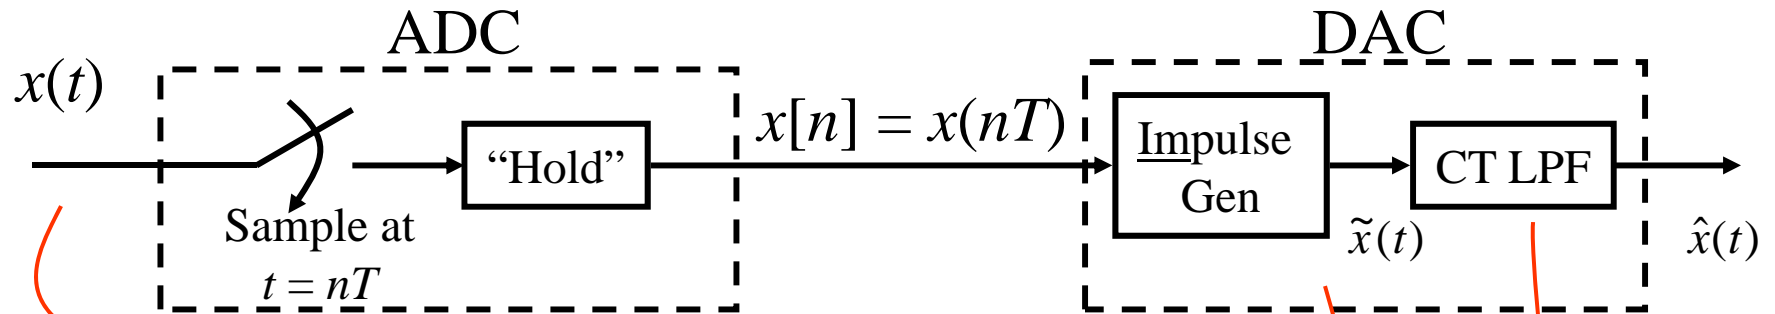 ADC
DAC
x(t)
“Hold”
x[n] = x(nT)
Impulse
Gen
CT LPF
Sample at
t = nT
x̃(t)
x̂(t)